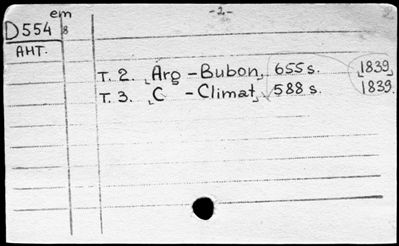 em -2-
D554 8
AHT.
T. 2. Arg - Bubon, 655 s. 1839
T. 3. C - Climat, 588 s. 1839.